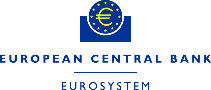 €
EUROPEAN CENTRAL BANK
EUROSYSTEM